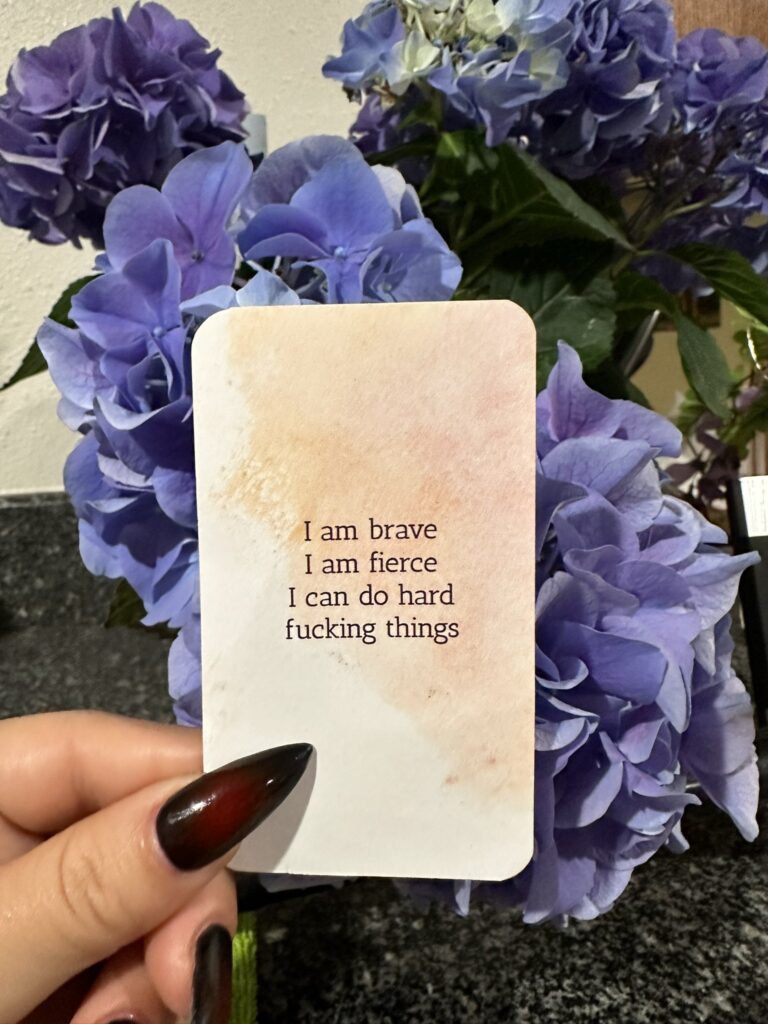 I am brave
I am fierce
I can do hard
fucking things